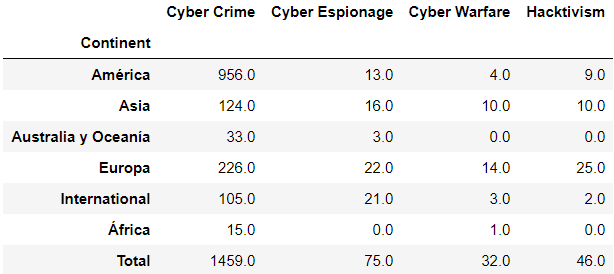 Cyber Crime Cyber Espionage Cyber Warfare Hacktivism
Continent
América 956.0 13.0 4.0 9.0
Asia 124.0 16.0 10.0 10.0
Australia y Oceanía 33.0 3.0 0.0 0.0
Europa 226.0 22.0 14.0 25.0
International 105.0 21.0 3.0 2.0
África 15.0 0.0 1.0 0.0
Total 1459.0 75.0 32.0 46.0